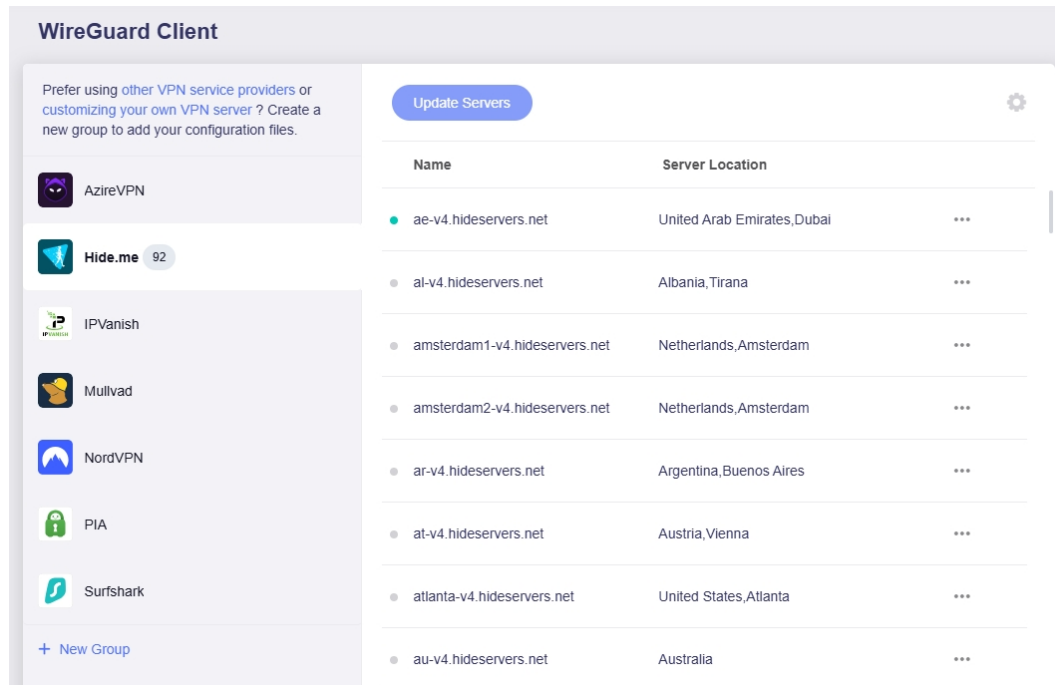 WireGuard Client
Prefer using other VPN service providers or
customizing your own VPN server ? Create a
new group to add your configuration files.
AzireVPN
Hide.me 92
IPVANISH
IPVanish
Mullvad
NordVPN
PIA
Surfshark
+ New Group
Update Servers
Name Server Location
ae-v4.hideservers.net United Arab Emirates,Dubai
al-v4.hideservers.net Albania,Tirana
amsterdam1-v4.hideservers.net Netherlands,Amsterdam
amsterdam2-v4.hideservers.net Netherlands,Amsterdam
ar-v4.hideservers.net Argentina,Buenos Aires
at-v4.hideservers.net Austria,Vienna
atlanta-v4.hideservers.net United States,Atlanta
au-v4.hideservers.net Australia